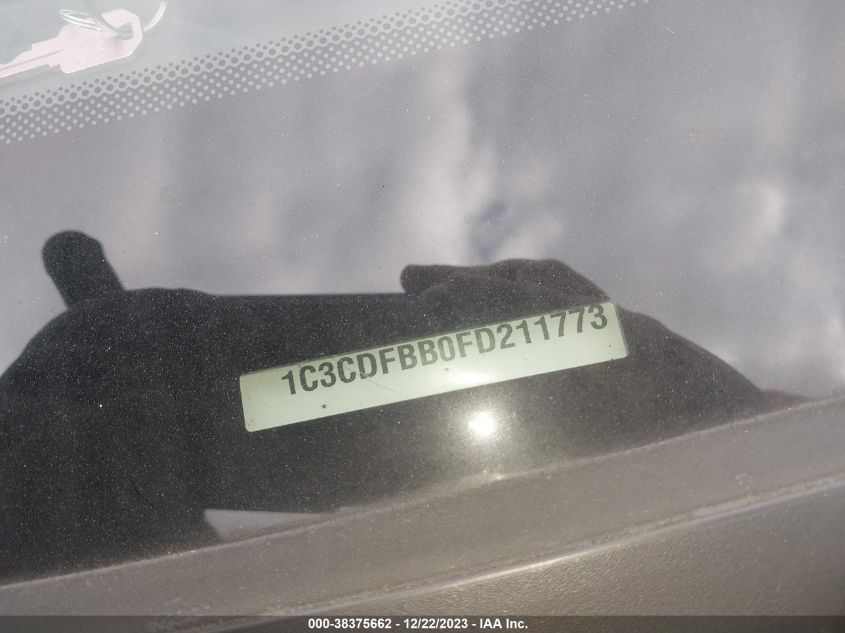 1C3CDFBB0FD211773
* *
000-38375662 - 12/22/2023 - IAA Inc.